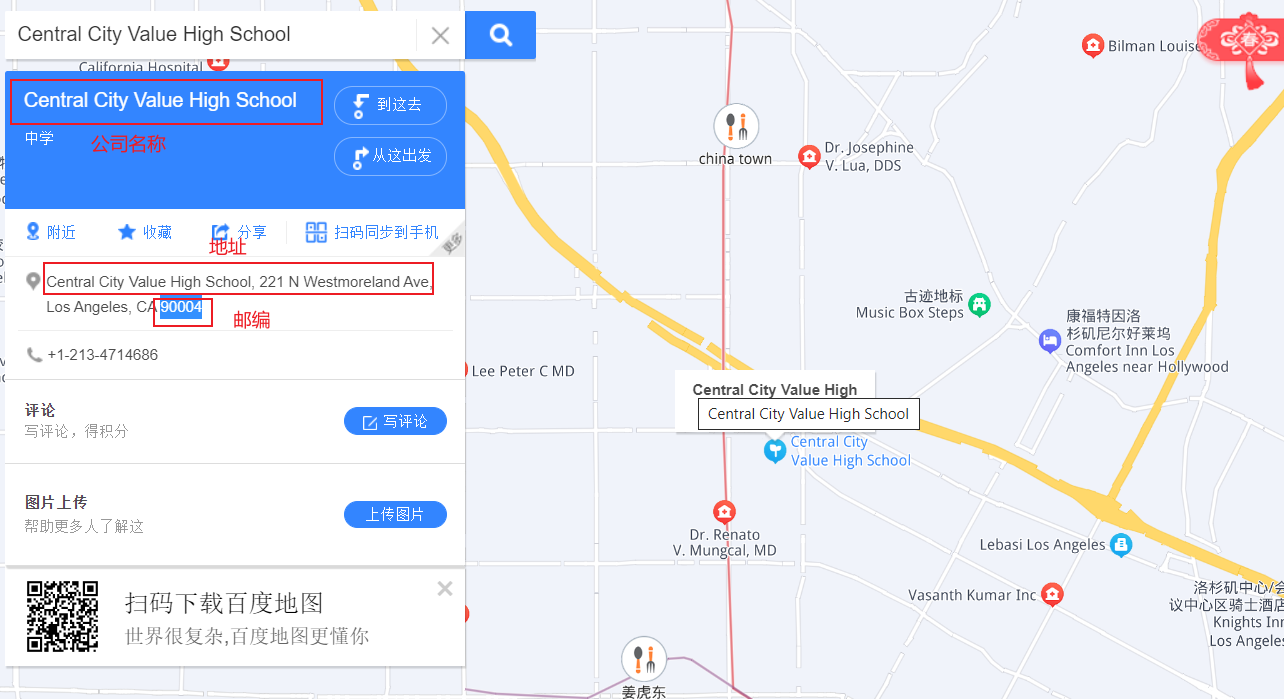 Central City Value High School
California Hospital
Central City Value High School
到这去
中学
公司名称
从这出发
附近
收藏
分享
扫码同步到手机
更多
地址
Central City Value High School, 221 N Westmoreland Ave,
Los Angeles, CA 90004
邮编
+1-213-4714686
评论
写评论，得积分
写评论
图片上传
帮助更多人了解这
上传图片
扫码下载百度地图
世界很复杂,百度地图更懂你
Bilman Louise
春
china town
Dr. Josephine
V. Lua, DDS
古迹地标
Music Box Steps
康福特因洛
杉矶尼尔好莱坞
Comfort Inn Los
Angeles near Hollywood
Lee Peter C MD
Central City Value High
Central City Value High School
Central City
Value High School
Dr. Renato
V. Mungcal, MD
Lebasi Los Angeles
Vasanth Kumar Inc
洛杉矶中心/会
议中心区骑士酒店
Knights Inn
Los Angeles
姜虎东